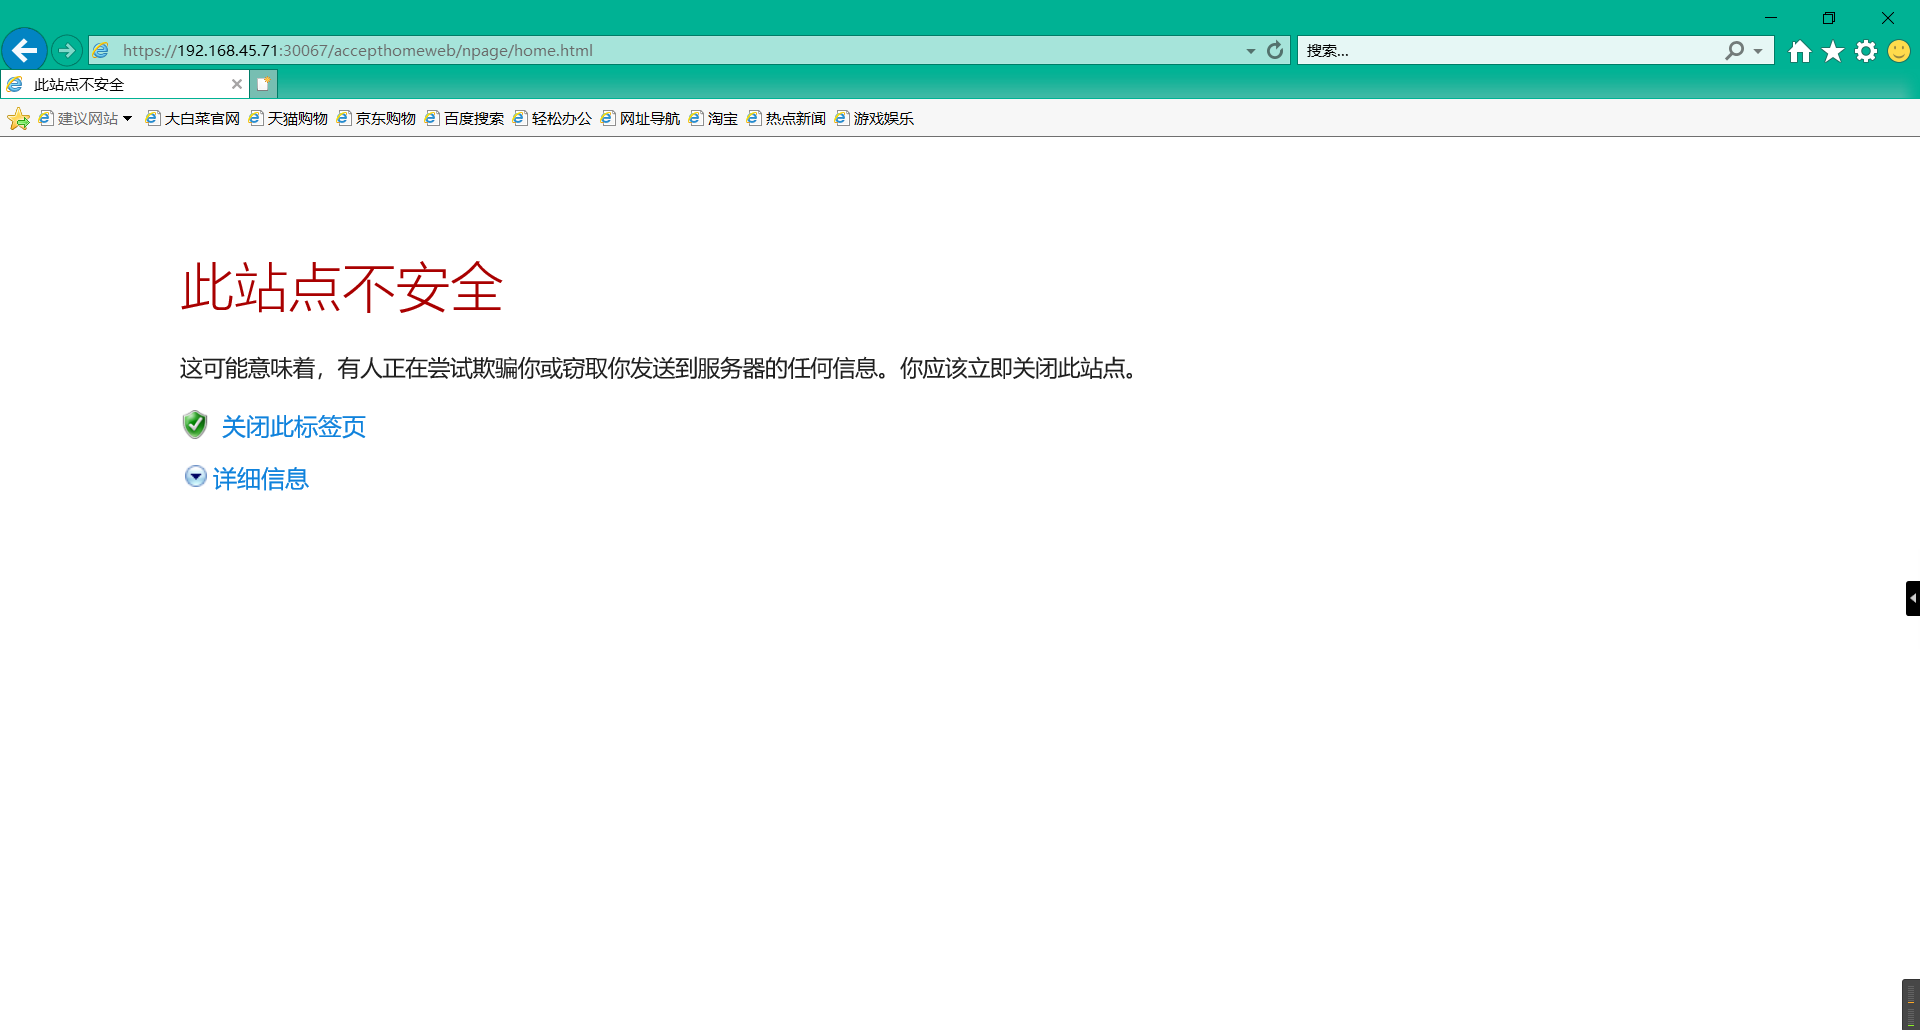 https://192.168.45.71:30067/accepthomeweb/npage/home.html
搜索...
此站点不安全
建议网站 大白菜官网 天猫购物 京东购物 百度搜索 轻松办公 网址导航 淘宝 热点新闻 游戏娱乐
此站点不安全
这可能意味着，有人正在尝试欺骗你或窃取你发送到服务器的任何信息。你应该立即关闭此站点。
关闭此标签页
详细信息